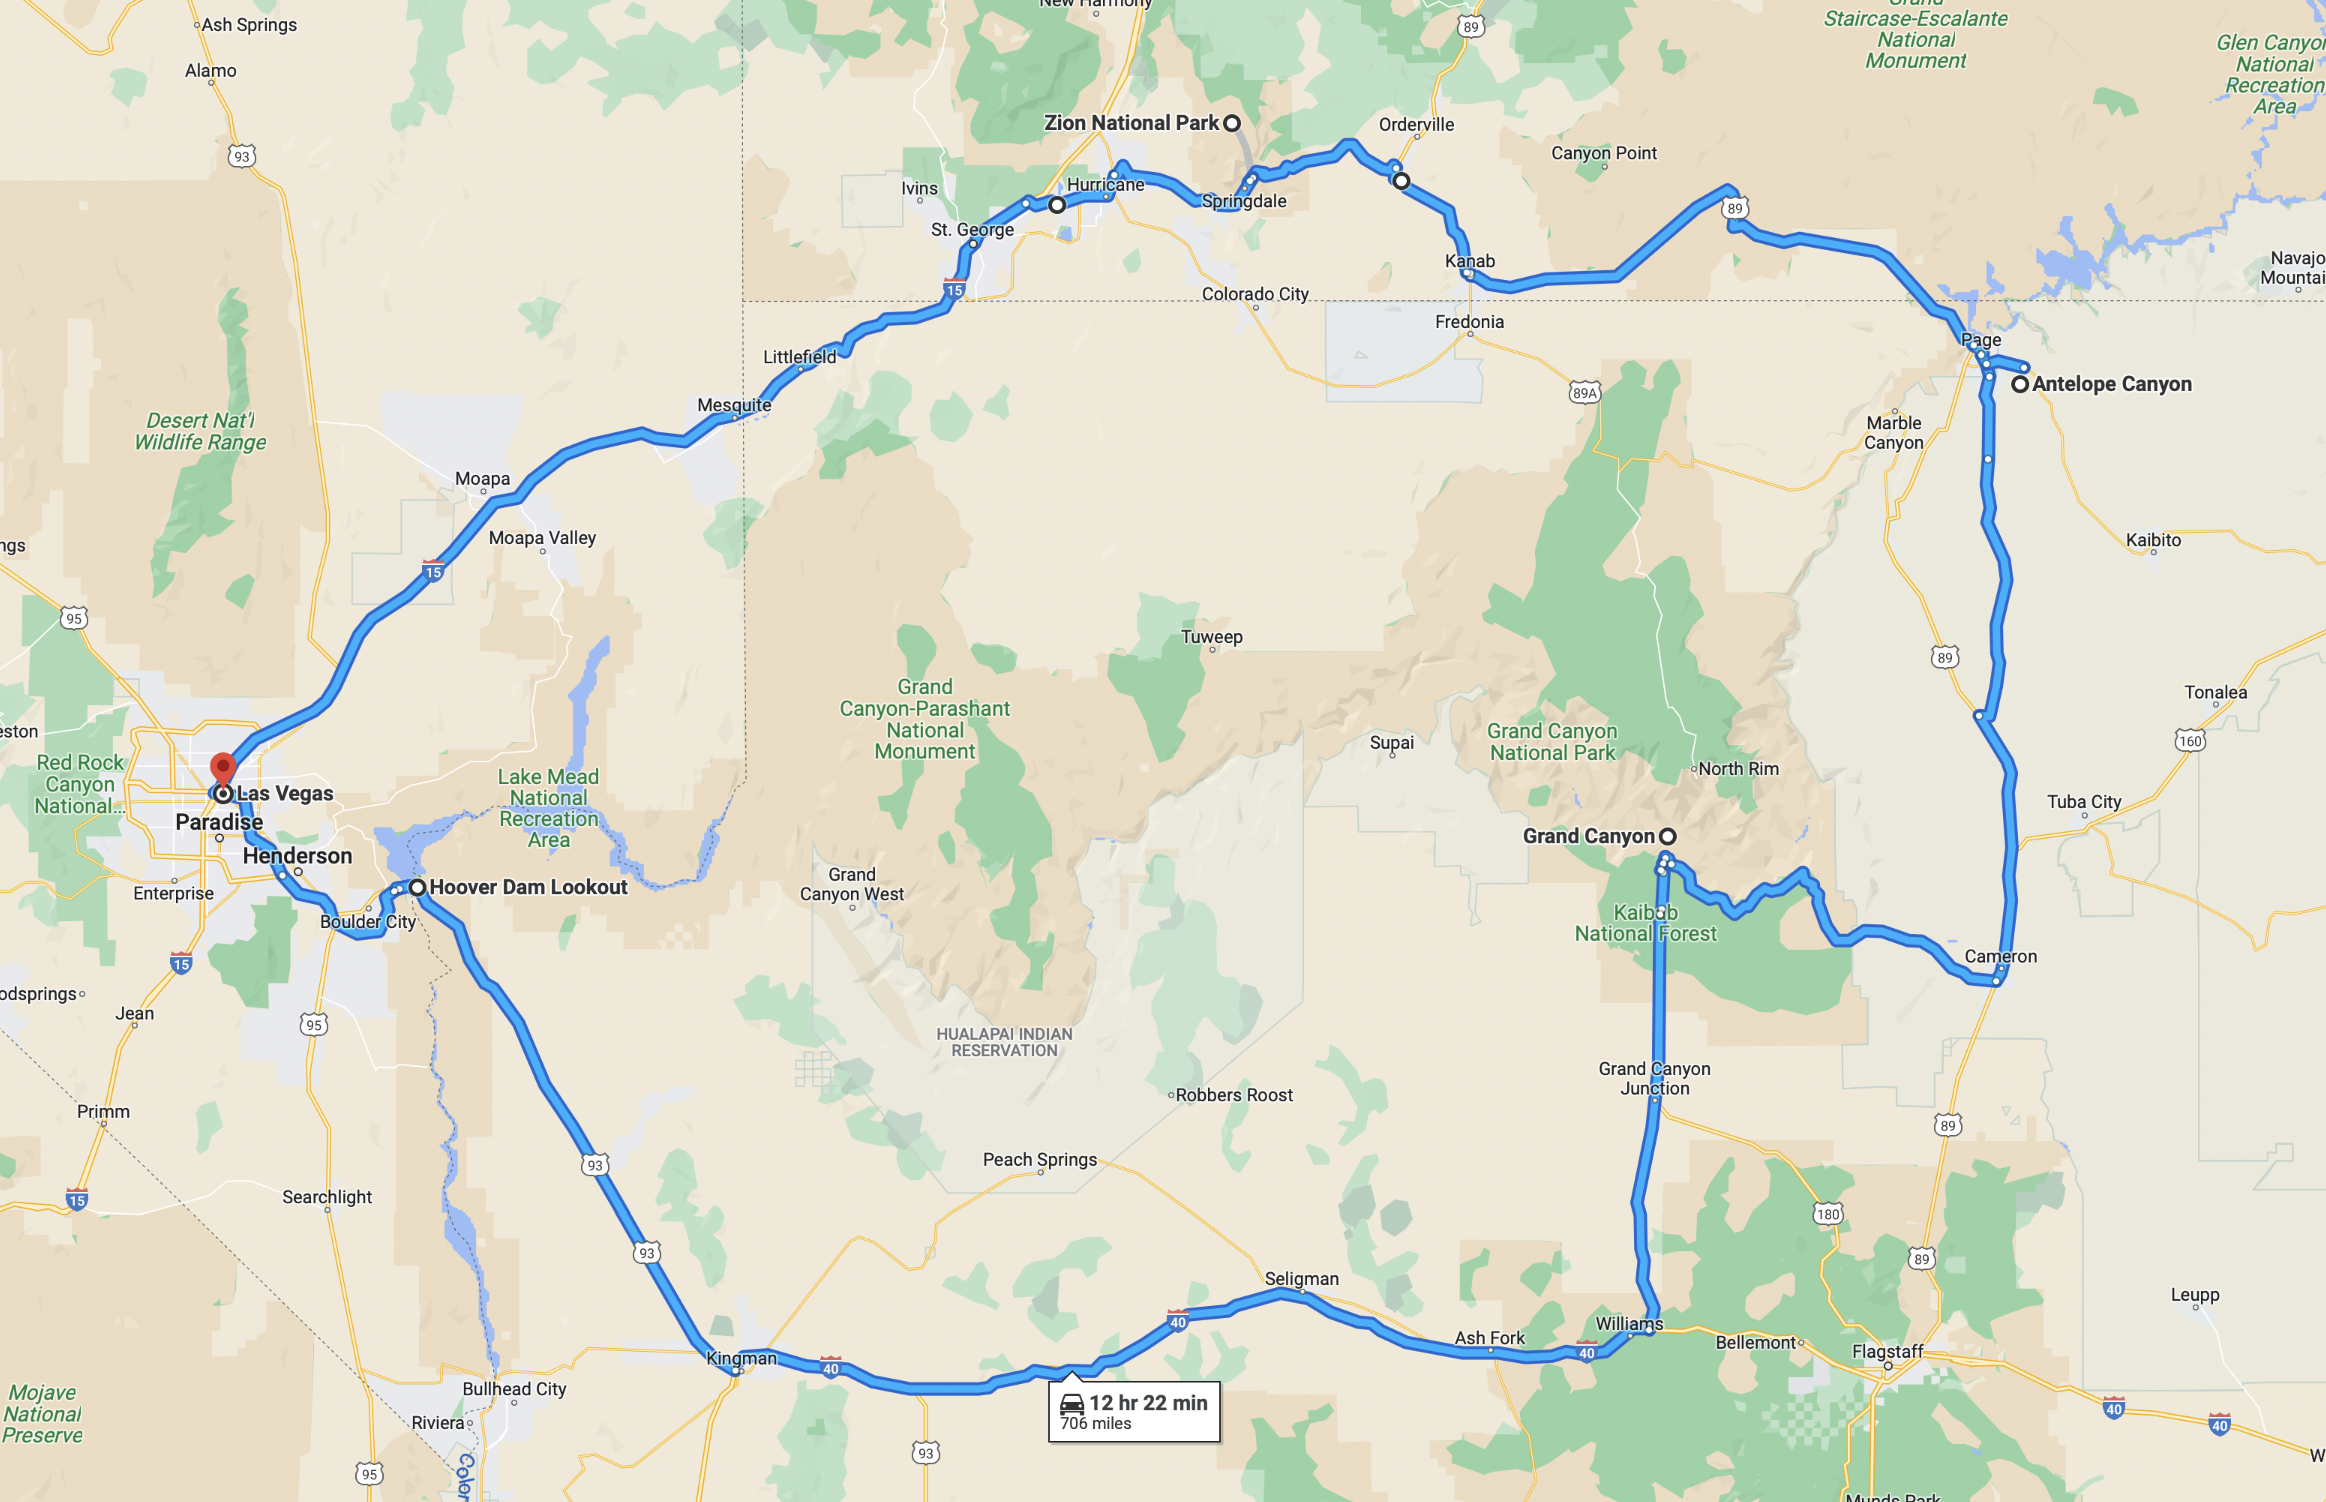 New Harmony
Grand
Staircase-Escalante
National
Monument
Ash Springs
89
Glen Canyon
National
Recreation
Area
Alamo
93
Zion National Park
Orderville
Canyon Point
Ivins
Hurricane
Springdale
89
St. George
Kanab
Navajo
Mountai
15
Colorado City
Fredonia
Page
Littlefield
Antelope Canyon
89A
Mesquite
Marble
Canyon
Desert Nat'l
Wildlife Range
Moapa
Moapa Valley
ngs
Kaibito
15
95
Tuweep
89
Grand
Canyon-Parashant
National
Monument
Tonalea
eston
Supai
Grand Canyon
National Park
160
Red Rock
Canyon
National...
North Rim
Lake Mead
National
Recreation
Area
Las Vegas
Tuba City
Paradise
Grand Canyon
Henderson
Enterprise
Hoover Dam Lookout
Grand
Canyon West
Boulder City
Kaibab
National Forest
Cameron
15
odsprings
Jean
95
HUALAPAI INDIAN
RESERVATION
Grand Canyon
Junction
Robbers Roost
Primm
89
Peach Springs
93
15
Searchlight
180
93
89
Seligman
Leupp
40
Williams
Ash Fork
40
Bellemont
Flagstaff
Kingman
40
Mojave
National
Preserve
Bullhead City
12 hr 22 min
706 miles
Riviera
40
40
93
95
W
Color
Munds Park